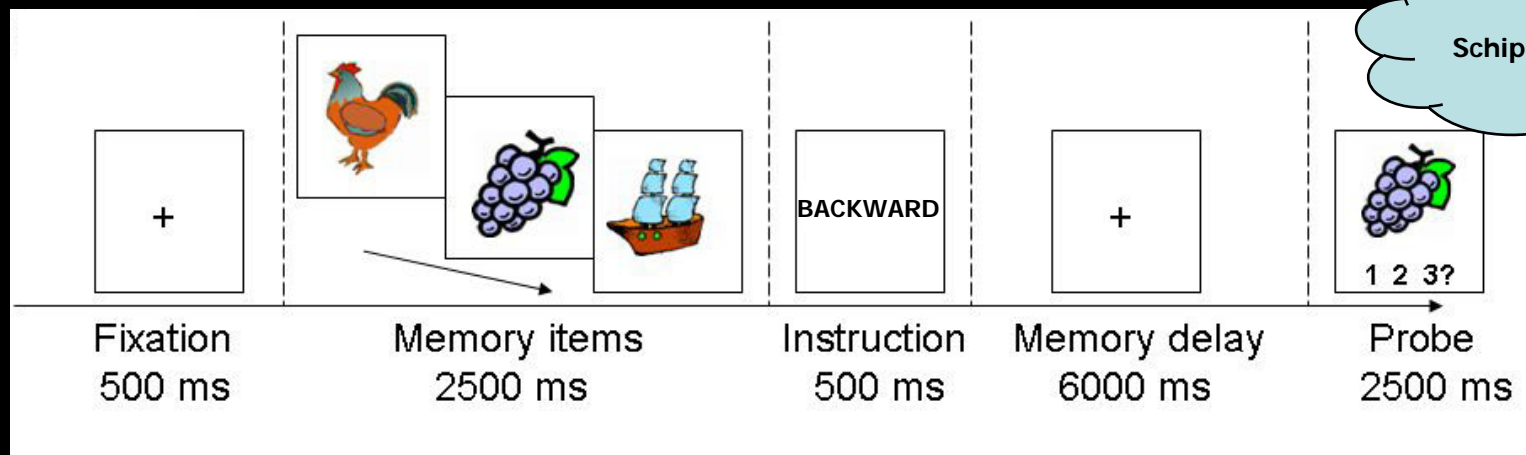 Schip
+
BACKWARD
+
1 2 3?
Fixation
500 ms
Memory items
2500 ms
Instruction
500 ms
Memory delay
6000 ms
Probe
2500 ms